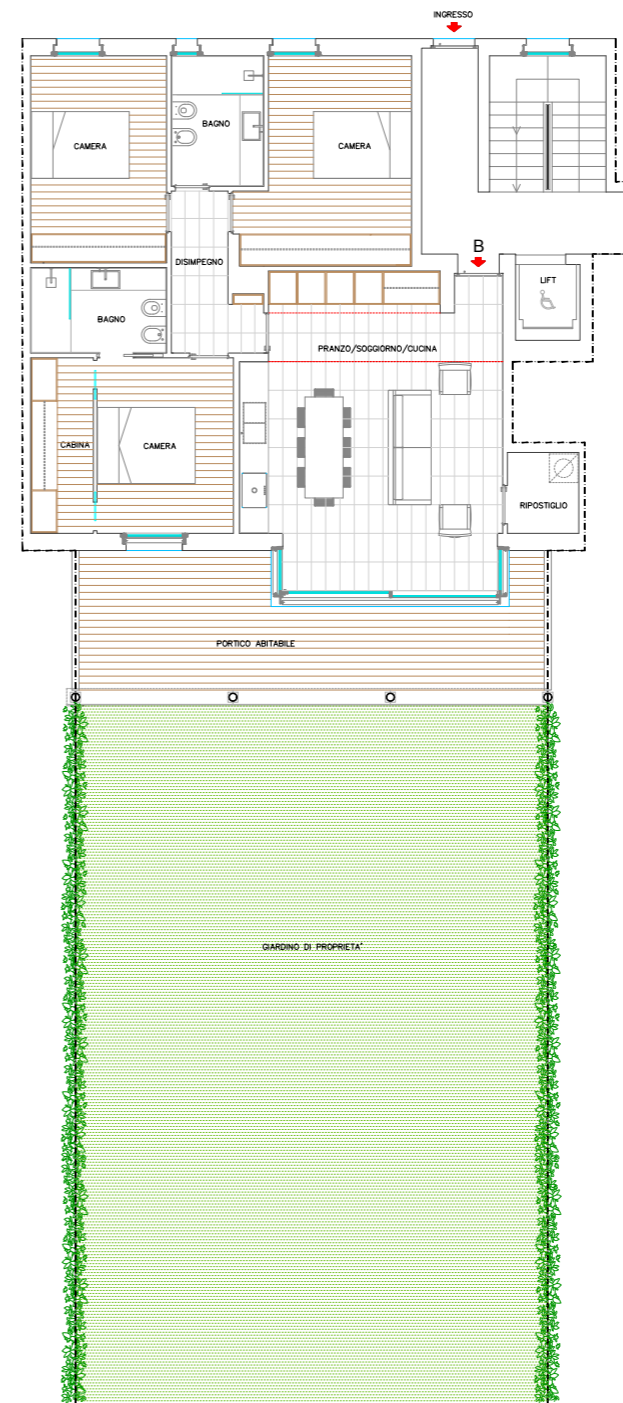 INGRESSO
CAMERA
BAGNO
CAMERA
B
DISIMPEGNO
LIFT
BAGNO
PRANZO/SOGGIORNO/CUCINA
CABINA
CAMERA
RIPOSTIGLIO
PORTICO ABITABILE
GIARDINO DI PROPRIETA'